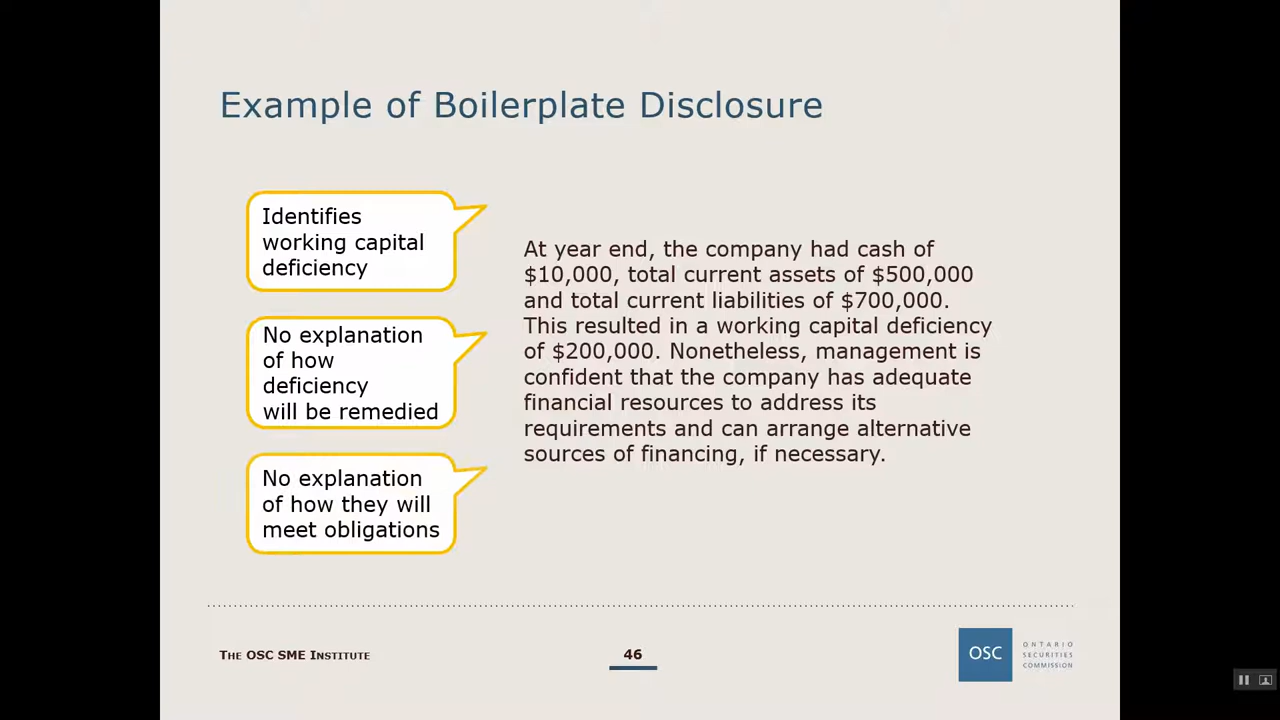 Example of Boilerplate Disclosure
Identifies
working capital
deficiency
No explanation
of how
deficiency
will be remedied
No explanation
of how they will
meet obligations
At year end, the company had cash of
$10,000, total current assets of $500,000
and total current liabilities of $700,000.
This resulted in a working capital deficiency
of $200,000. Nonetheless, management is
confident that the company has adequate
financial resources to address its
requirements and can arrange alternative
sources of financing, if necessary.
THE OSC SME INSTITUTE
46
OSC
ONTARIO
SECURITIES
COMMISSION